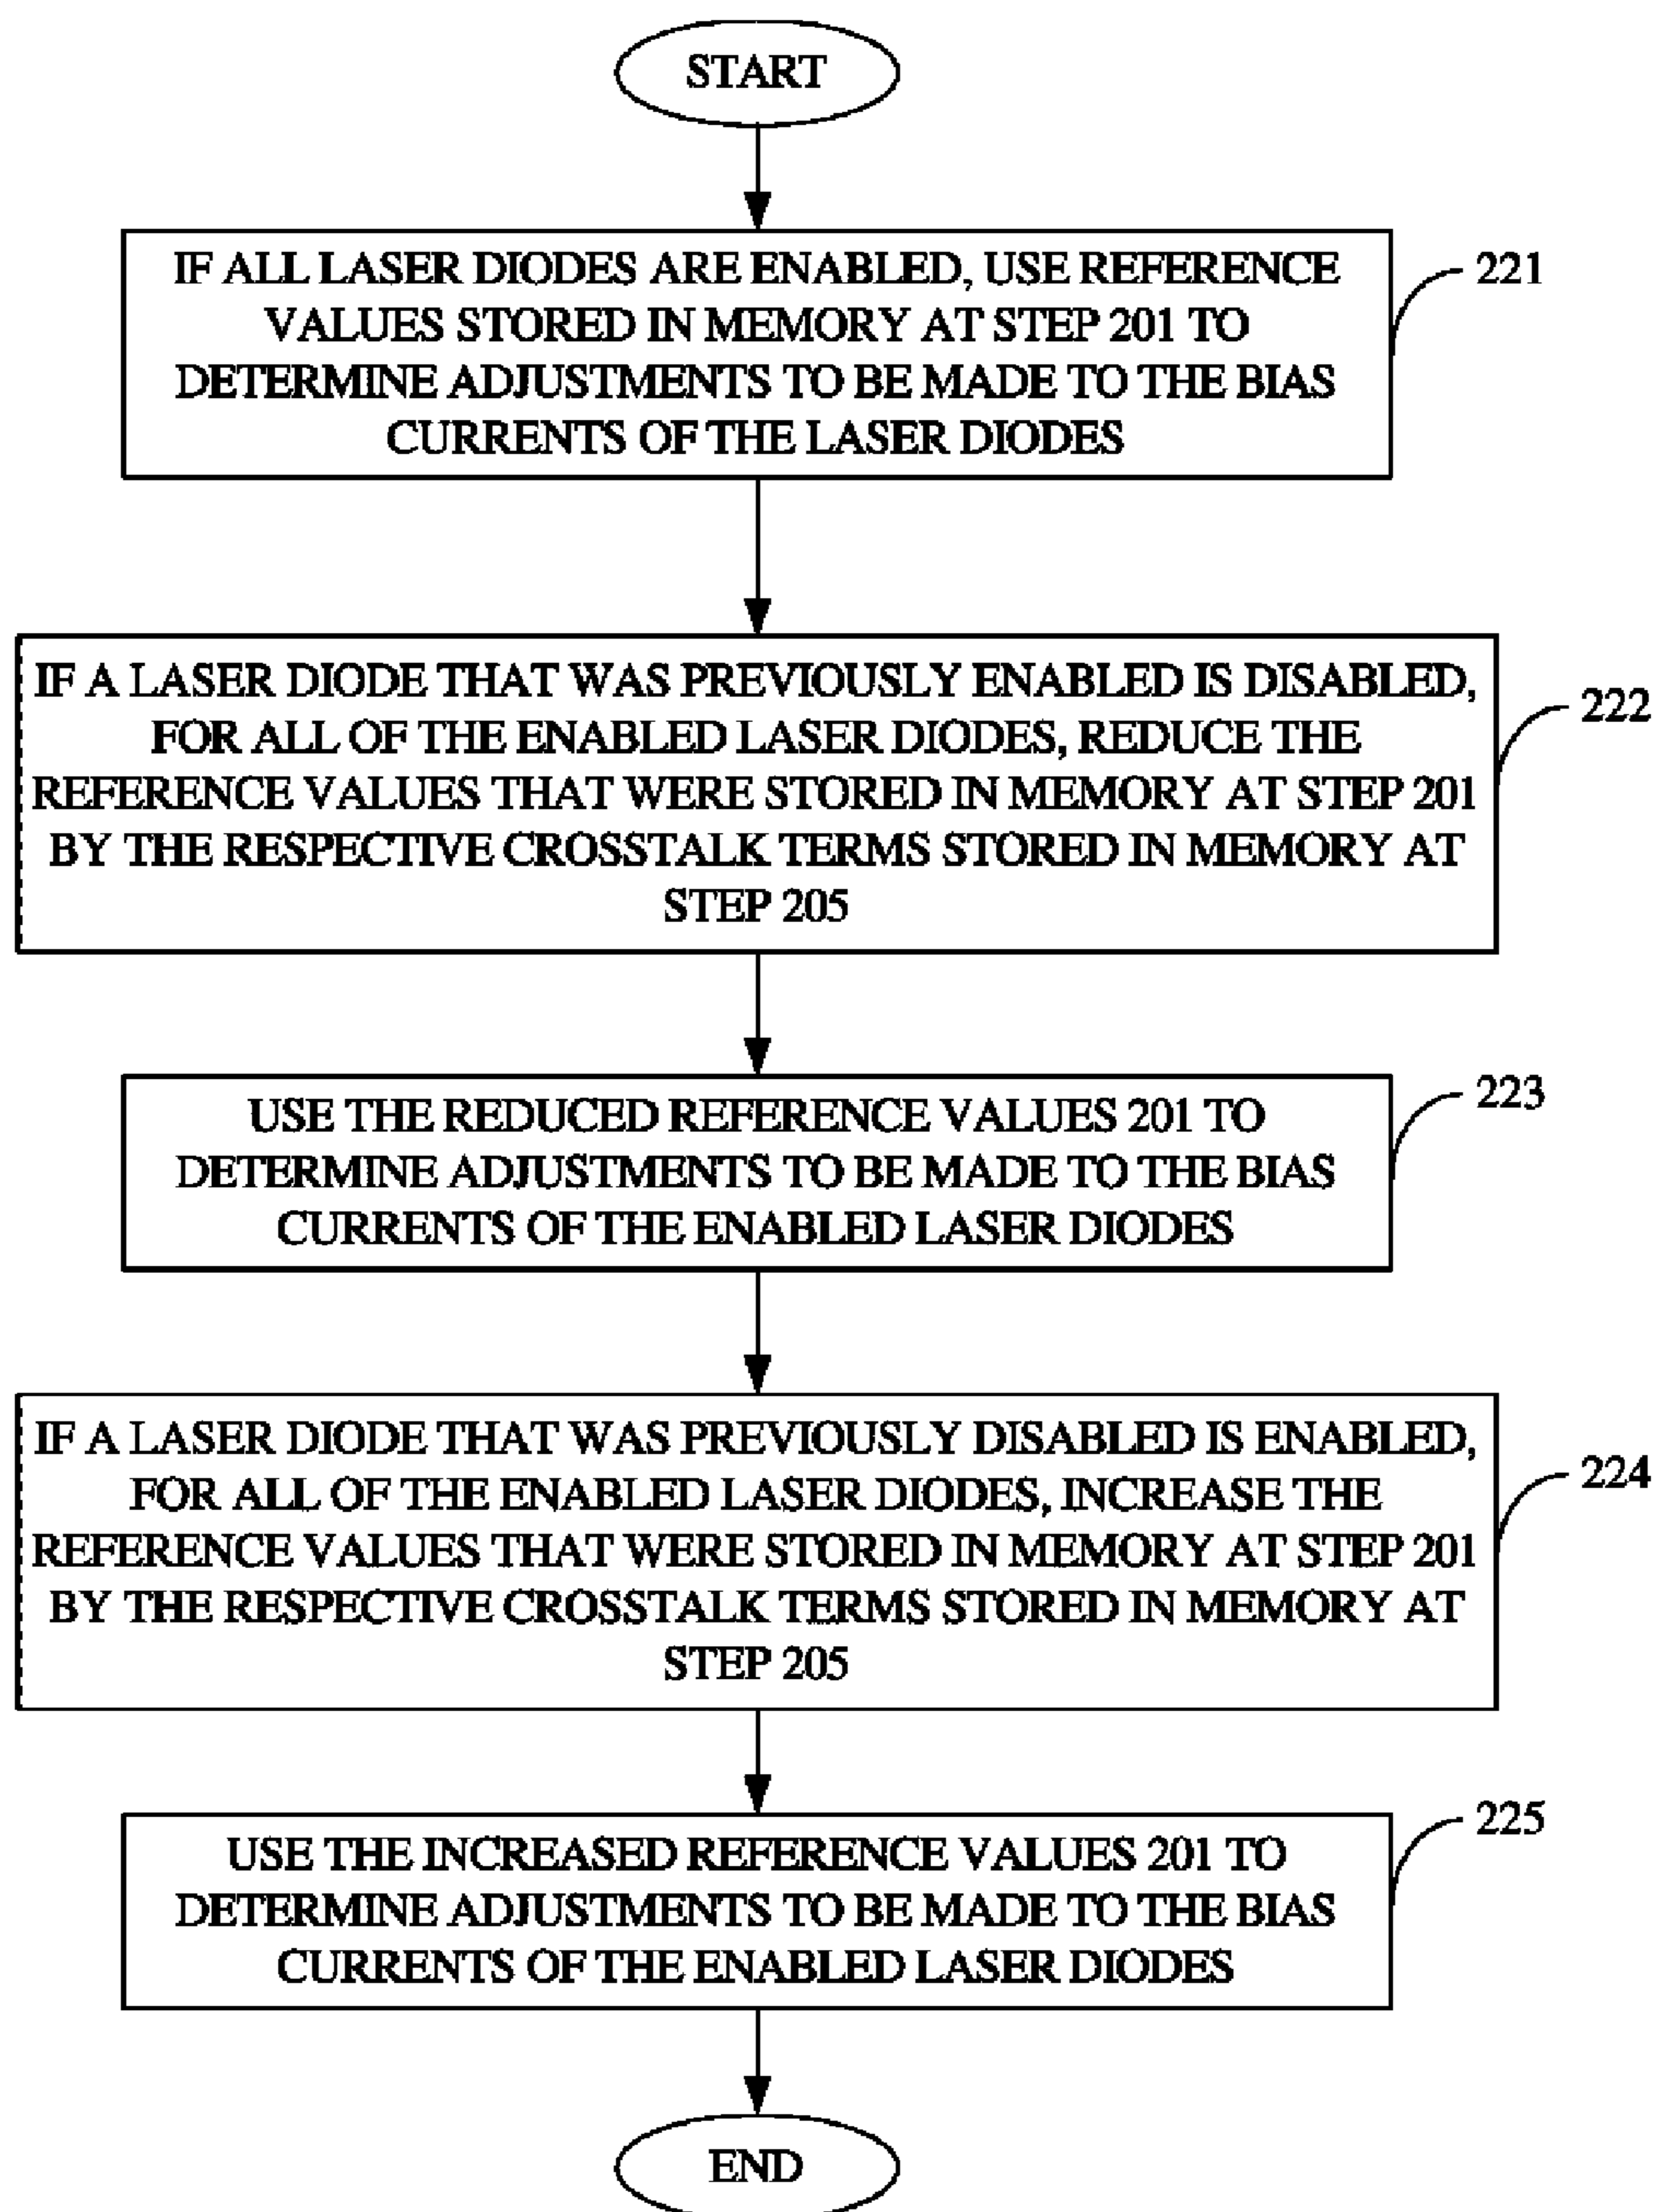 START
IF ALL LASER DIODES ARE ENABLED, USE REFERENCE
VALUES STORED IN MEMORY AT STEP 201 TO
DETERMINE ADJUSTMENTS TO BE MADE TO THE BIAS
CURRENTS OF THE LASER DIODES
221
IF A LASER DIODE THAT WAS PREVIOUSLY ENABLED IS DISABLED,
FOR ALL OF THE ENABLED LASER DIODES, REDUCE THE
REFERENCE VALUES THAT WERE STORED IN MEMORY AT STEP 201
BY THE RESPECTIVE CROSSTALK TERMS STORED IN MEMORY AT
STEP 205
222
USE THE REDUCED REFERENCE VALUES 201 TO
DETERMINE ADJUSTMENTS TO BE MADE TO THE BIAS
CURRENTS OF THE ENABLED LASER DIODES
223
IF A LASER DIODE THAT WAS PREVIOUSLY DISABLED IS ENABLED,
FOR ALL OF THE ENABLED LASER DIODES, INCREASE THE
REFERENCE VALUES THAT WERE STORED IN MEMORY AT STEP 201
BY THE RESPECTIVE CROSSTALK TERMS STORED IN MEMORY AT
STEP 205
224
USE THE INCREASED REFERENCE VALUES 201 TO
DETERMINE ADJUSTMENTS TO BE MADE TO THE BIAS
CURRENTS OF THE ENABLED LASER DIODES
225
END